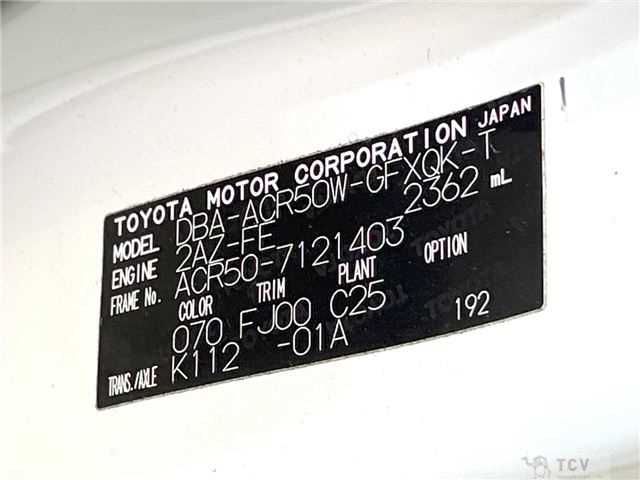 TOYOTA MOTOR CORPORATION JAPAN
MODEL DBA-ACR50W-GFXQK-T
ENGINE 2AZ-FE 2362 mL
FRAME No. ACR50-7121403
COLOR TRIM PLANT OPTION
070 FJ00 C25
TRANS./AXLE K112 -01A 192
TCV